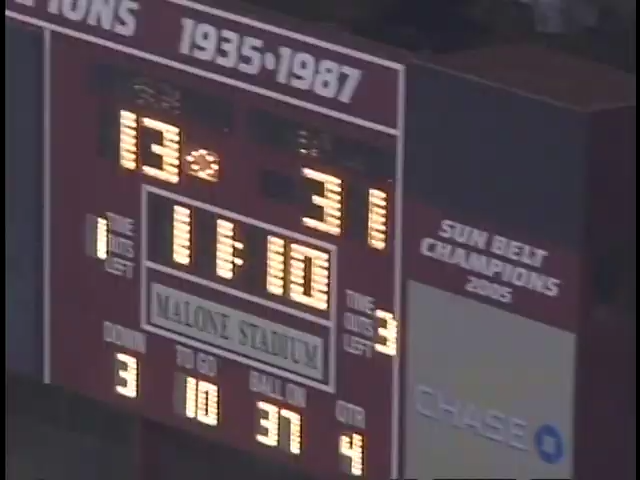 1935•1987
13 31
11:10
1 TIME
OUTS
LEFT
TIME
OUTS 3
LEFT
MALONE STADIUM
DOWN TO GO BALL ON QTR
3 10 37 4
SUN BELT
CHAMPIONS
2005
CHASE